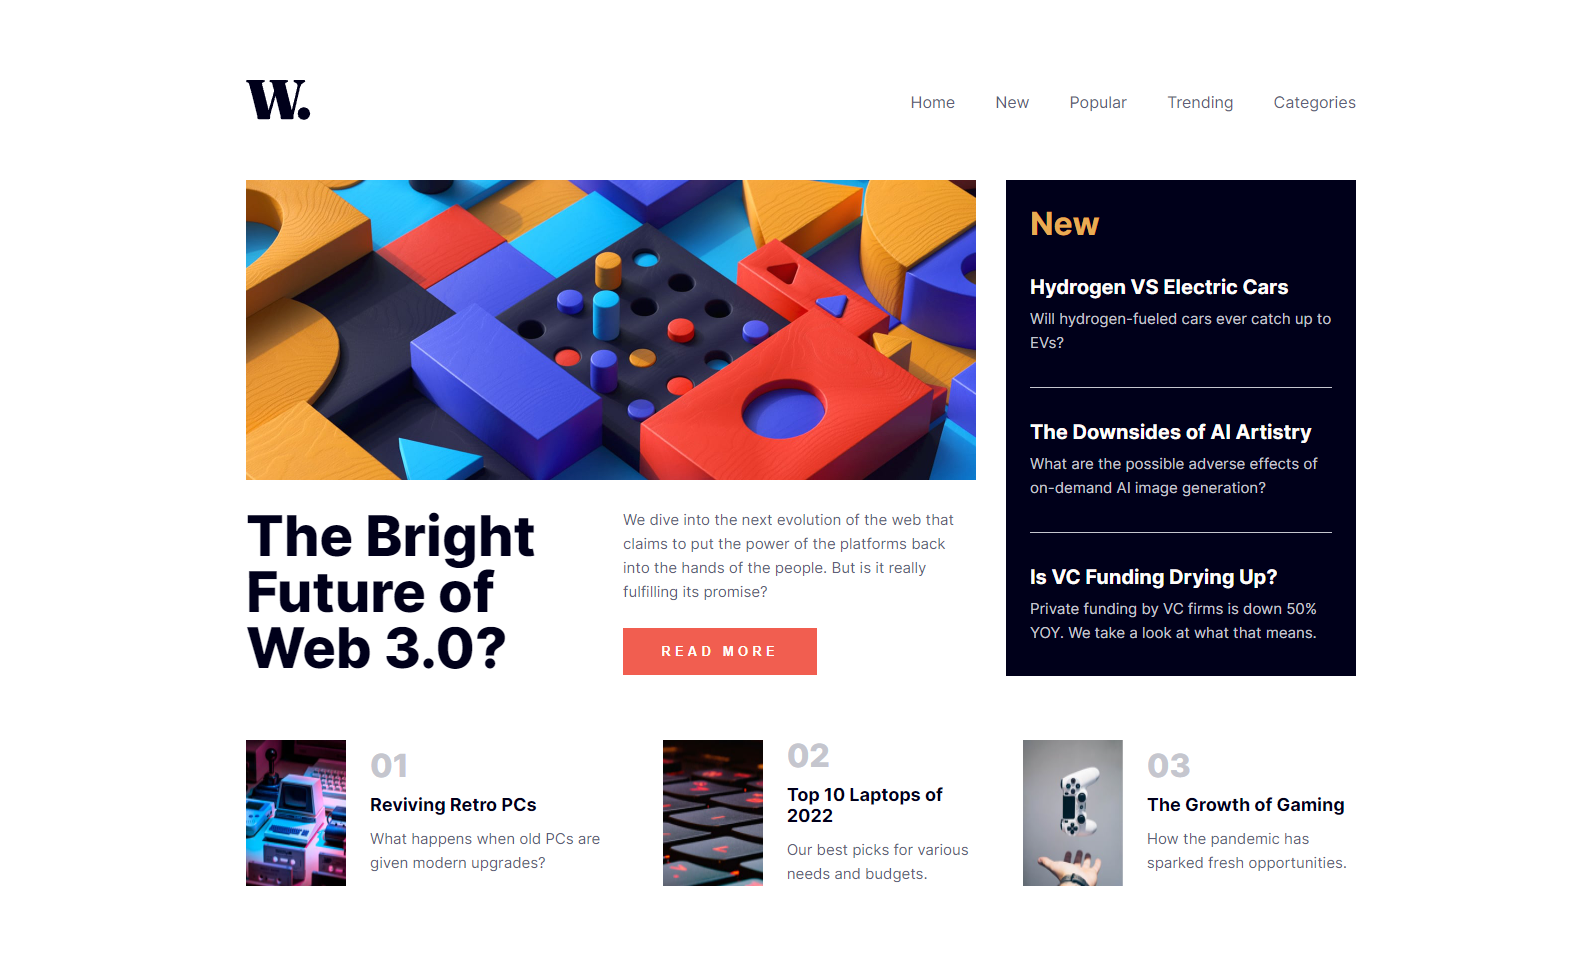 W.
Home New Popular Trending Categories
New
Hydrogen VS Electric Cars
Will hydrogen-fueled cars ever catch up to
EVs?
The Downsides of AI Artistry
What are the possible adverse effects of
on-demand AI image generation?
Is VC Funding Drying Up?
Private funding by VC firms is down 50%
YOY. We take a look at what that means.
The Bright
Future of
Web 3.0?
We dive into the next evolution of the web that
claims to put the power of the platforms back
into the hands of the people. But is it really
fulfilling its promise?
READ MORE
01
Reviving Retro PCs
What happens when old PCs are
given modern upgrades?
02
Top 10 Laptops of
2022
Our best picks for various
needs and budgets.
03
The Growth of Gaming
How the pandemic has
sparked fresh opportunities.